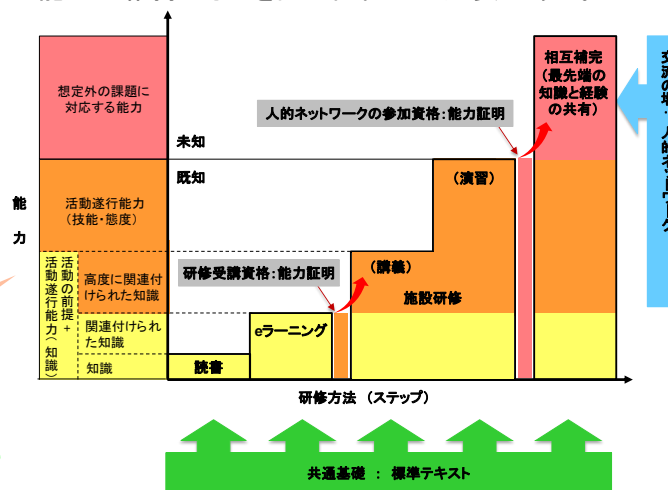 想定外の課題に
対応する能力
相互補完
(最先端の
知識と経験
の共有)
人的ネットワークの参加資格:能力証明
未知
既知
能
力
活動遂行能力
(技能・態度)
(演習)
活動の前提+
活動遂行能力(知識)
高度に関連付
けられた知識
研修受講資格:能力証明
(講義)
施設研修
関連付けられ
た知識
eラーニング
知識
読書
研修方法 (ステップ)
共通基礎 : 標準テキスト